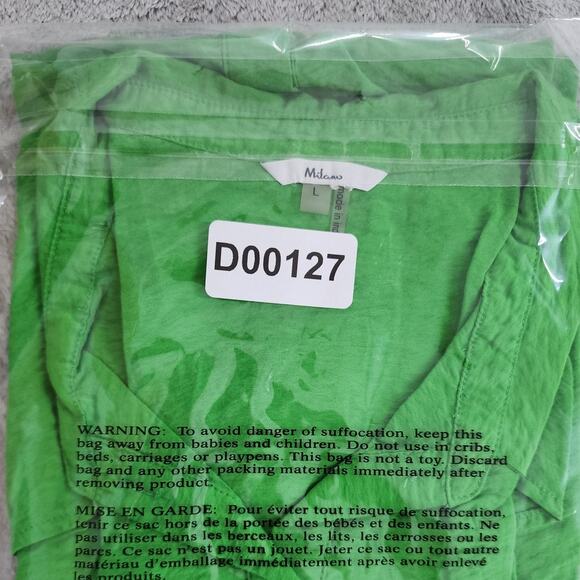 Milano
L
made in
D00127
WARNING: To avoid danger of suffocation, keep this
bag away from babies and children. Do not use in cribs,
beds, carriages or playpens. This bag is not a toy. Discard
bag and any other packing materials immediately after
removing product.
MISE EN GARDE: Pour éviter tout risque de suffocation,
tenir ce sac hors de la portée des bébés et des enfants. Ne
pas utiliser dans les berceaux, les lits, les carrosses ou les
parcs. Ce sac n'est pas un jouet. Jeter ce sac ou tout autre
matériau d'emballage immédiatement après avoir enlevé
les produits.